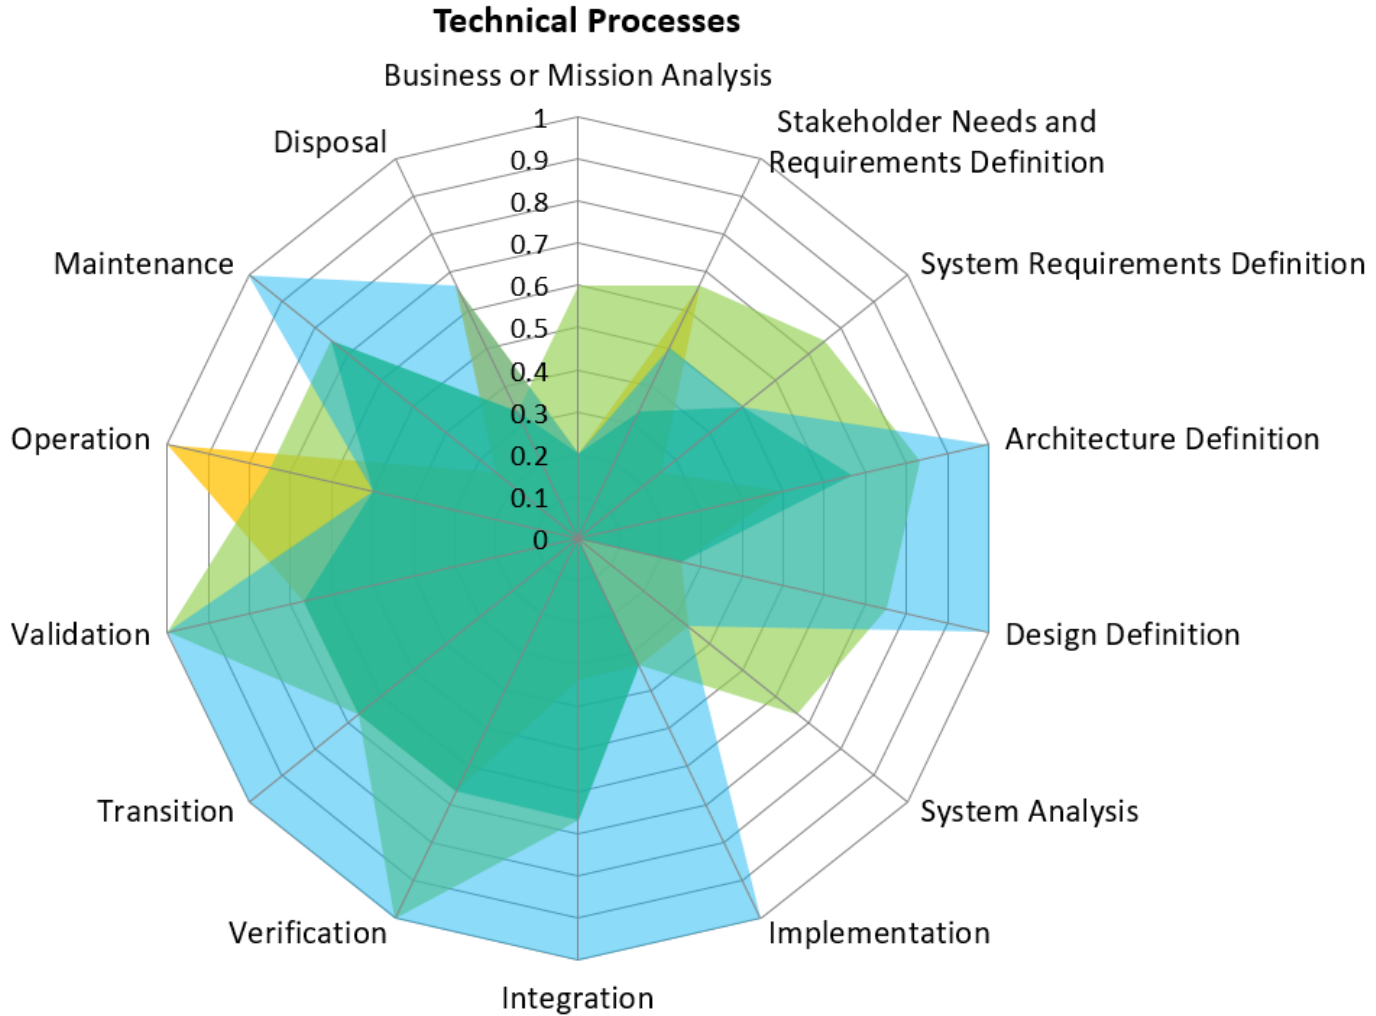 Technical Processes
Business or Mission Analysis
Stakeholder Needs and
Requirements Definition
Disposal
1
0.9
0.8
0.7
0.6
0.5
0.4
0.3
0.2
0.1
0
Maintenance
System Requirements Definition
Operation
Architecture Definition
Validation
Design Definition
Transition
System Analysis
Verification
Implementation
Integration